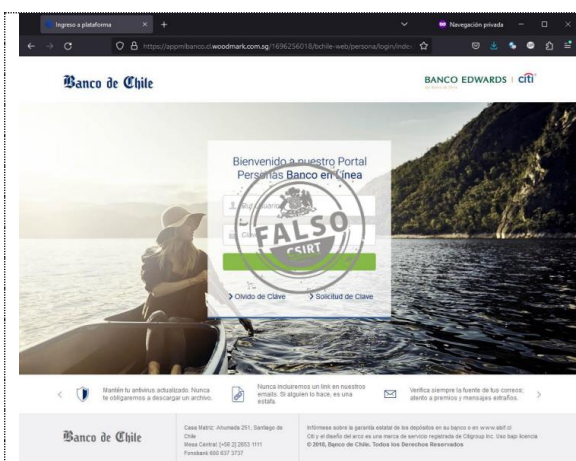 Ingreso a plataforma
Navegación privada
https://appmibanco.cl.woodmark.com.sg/1696256018/bchile-web/persona/login/index
Banco de Chile
BANCO EDWARDS | citi
Bienvenido a nuestro Portal
Personas Banco en Línea
FALSO
CSIRT
Olvido de Clave
Solicitud de Clave
Mantén tu antivirus actualizado. Nunca
te obligaremos a descargar un archivo.
Nunca incluiremos un link en nuestros
emails. Si alguien lo hace, es una
estafa.
Verifica siempre la fuente de tus correos;
atento a premios y mensajes extraños.
Banco de Chile
Casa Matriz: Ahumada 251, Santiago de
Chile
Mesa Central: (+56 2) 2653 1111
Fonobank 600 637 3737
Infórmese sobre la garantía estatal de los depósitos en su banco o en www.sbif.cl
Citi y el diseño del arco es una marca de servicio registrada de Citigroup Inc. Uso bajo licencia
© 2018, Banco de Chile. Todos los Derechos Reservados